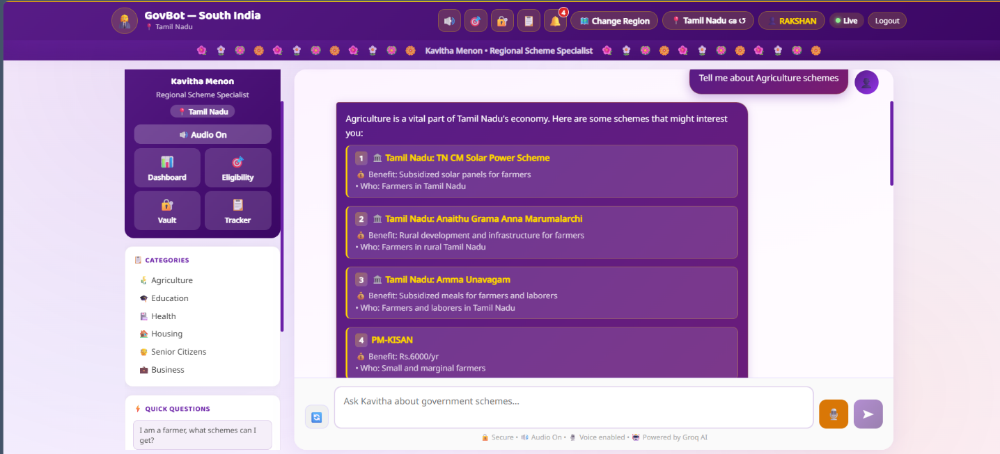 GovBot — South India
📍 Tamil Nadu
4
Change Region
📍 Tamil Nadu GB ↺
RAKSHAN
Live
Logout
Kavitha Menon • Regional Scheme Specialist
Kavitha Menon
Regional Scheme Specialist
📍 Tamil Nadu
🔊 Audio On
Dashboard
Eligibility
Vault
Tracker
CATEGORIES
Agriculture
Education
Health
Housing
Senior Citizens
Business
QUICK QUESTIONS
I am a farmer, what schemes can I
get?
Tell me about Agriculture schemes
Agriculture is a vital part of Tamil Nadu's economy. Here are some schemes that might interest
you:
1 Tamil Nadu: TN CM Solar Power Scheme
Benefit: Subsidized solar panels for farmers
• Who: Farmers in Tamil Nadu
2 Tamil Nadu: Anaithu Grama Anna Marumalarchi
Benefit: Rural development and infrastructure for farmers
• Who: Farmers in rural Tamil Nadu
3 Tamil Nadu: Amma Unavagam
Benefit: Subsidized meals for farmers and laborers
• Who: Farmers and laborers in Tamil Nadu
4 PM-KISAN
Benefit: Rs.6000/yr
• Who: Small and marginal farmers
Ask Kavitha about government schemes...
Secure • Audio On • Voice enabled • Powered by Groq AI